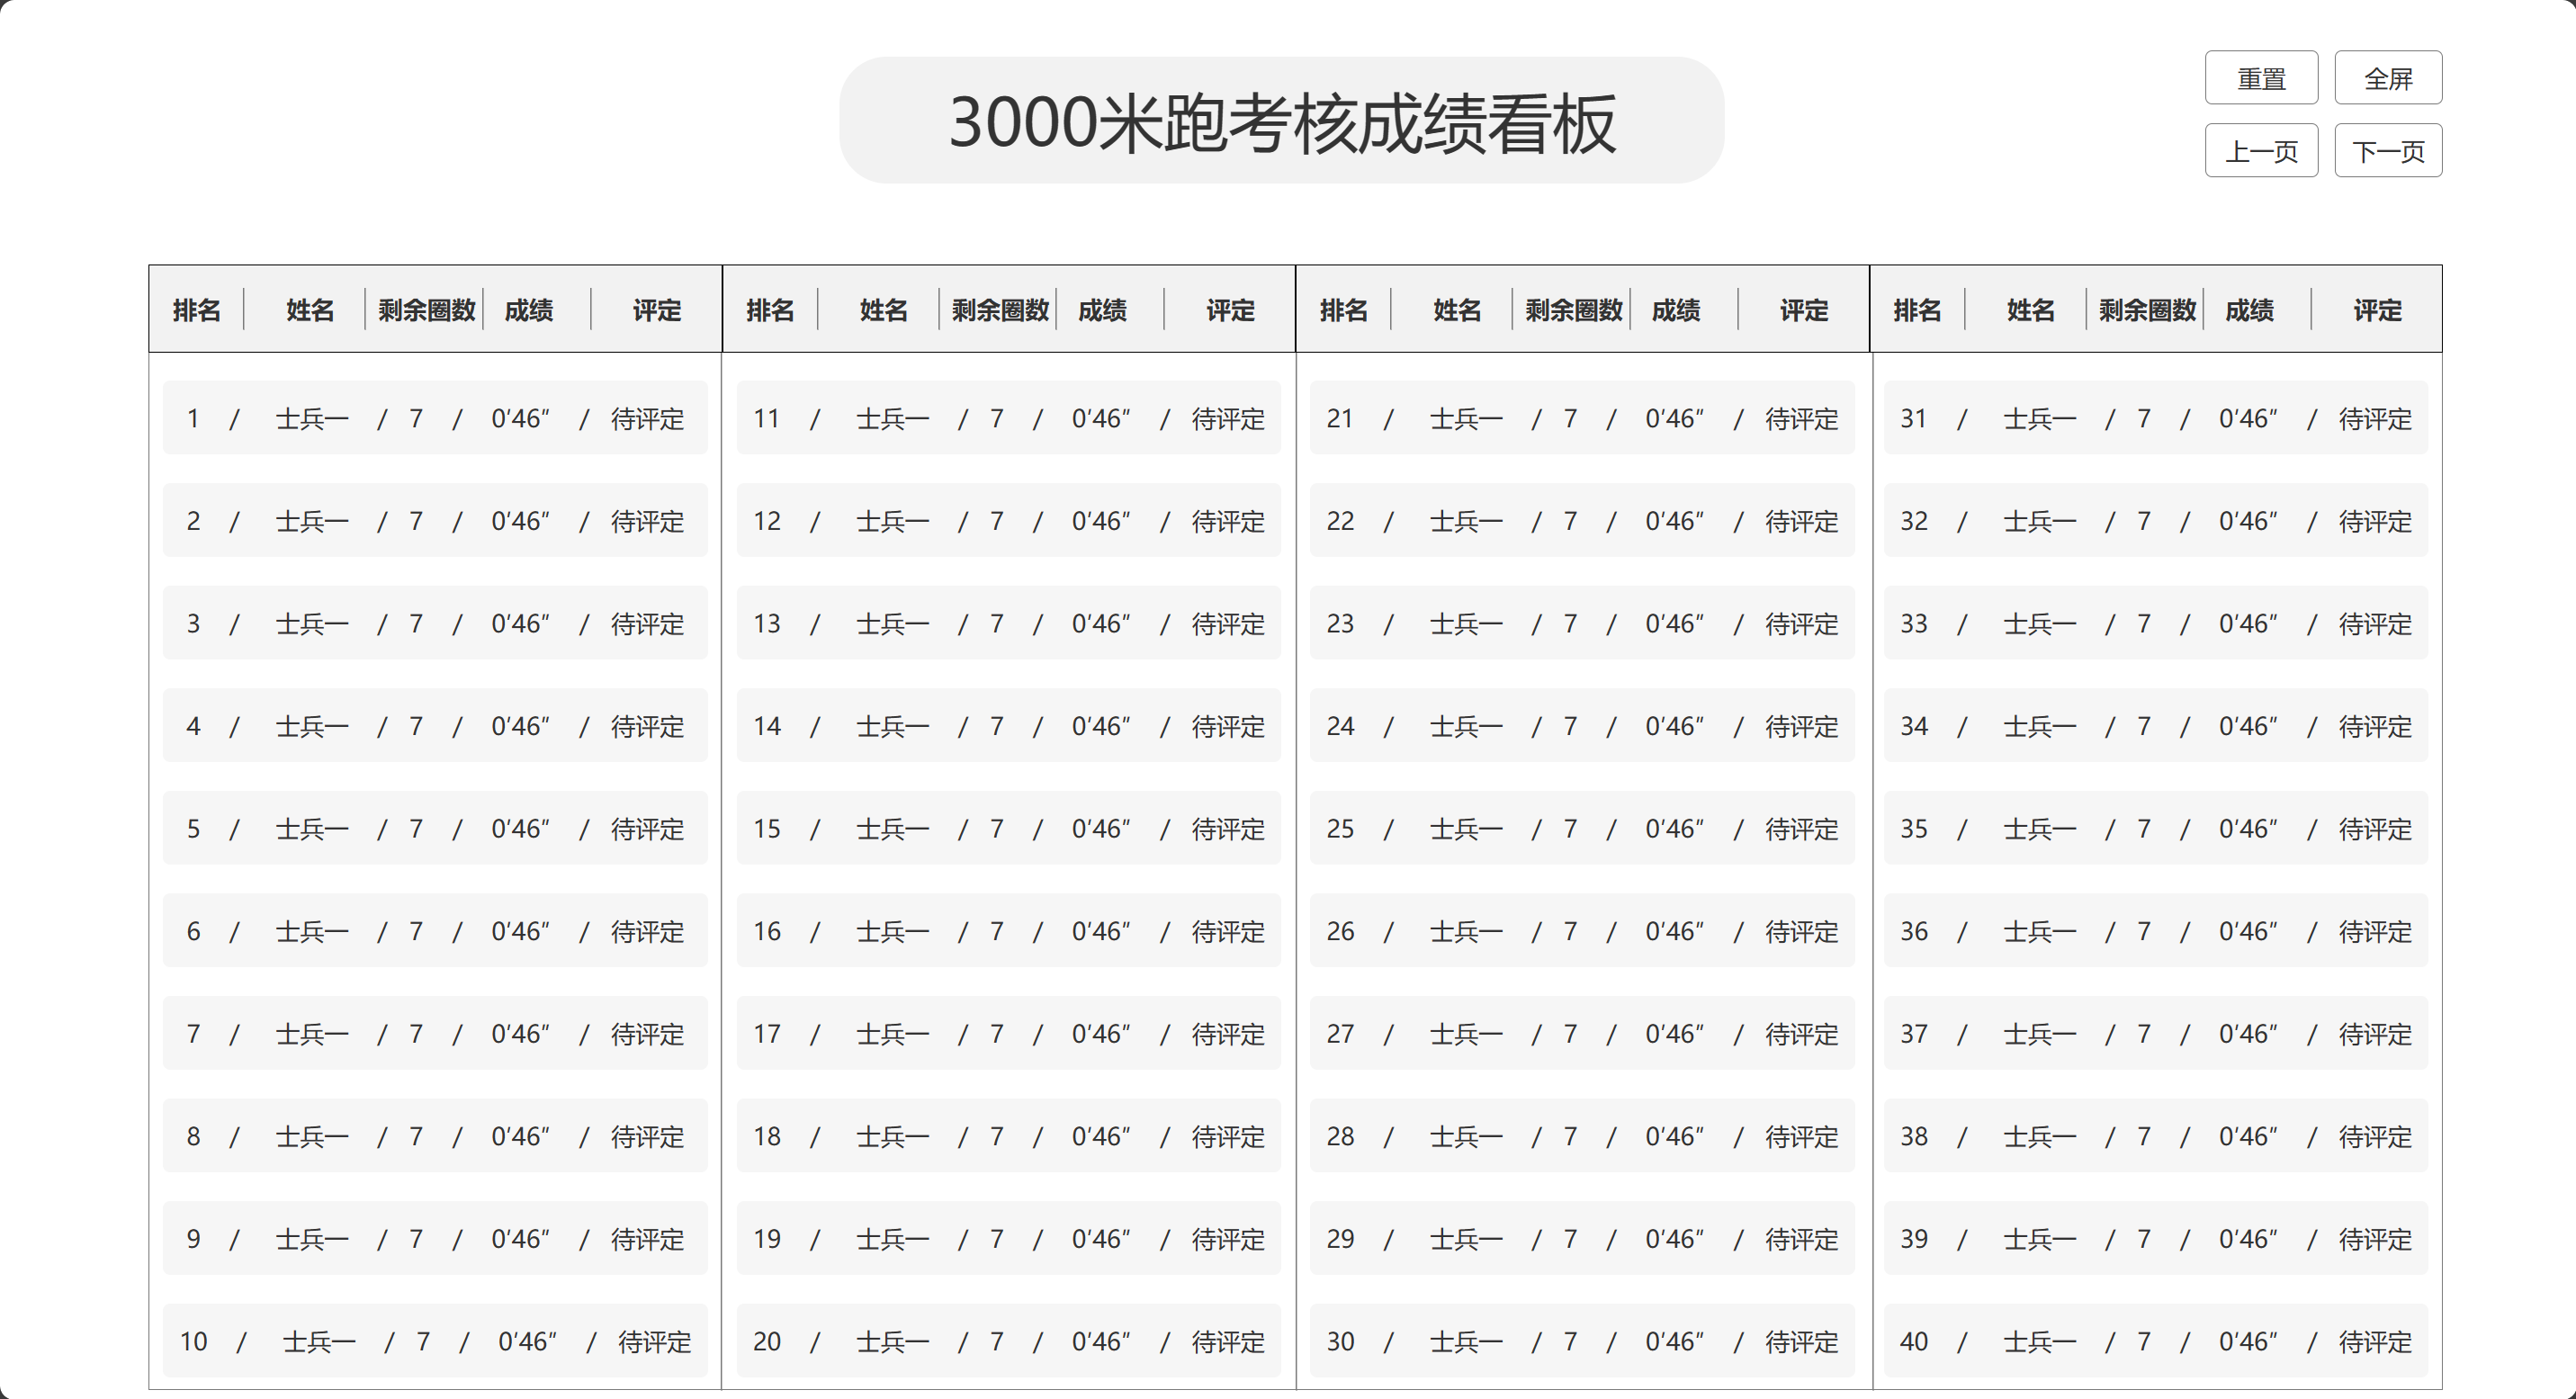 3000米跑考核成绩看板
重置 全屏
上一页 下一页
排名 姓名 剩余圈数 成绩 评定 排名 姓名 剩余圈数 成绩 评定 排名 姓名 剩余圈数 成绩 评定 排名 姓名 剩余圈数 成绩 评定
1 / 士兵一 / 7 / 0'46" / 待评定 11 / 士兵一 / 7 / 0'46" / 待评定 21 / 士兵一 / 7 / 0'46" / 待评定 31 / 士兵一 / 7 / 0'46" / 待评定
2 / 士兵一 / 7 / 0'46" / 待评定 12 / 士兵一 / 7 / 0'46" / 待评定 22 / 士兵一 / 7 / 0'46" / 待评定 32 / 士兵一 / 7 / 0'46" / 待评定
3 / 士兵一 / 7 / 0'46" / 待评定 13 / 士兵一 / 7 / 0'46" / 待评定 23 / 士兵一 / 7 / 0'46" / 待评定 33 / 士兵一 / 7 / 0'46" / 待评定
4 / 士兵一 / 7 / 0'46" / 待评定 14 / 士兵一 / 7 / 0'46" / 待评定 24 / 士兵一 / 7 / 0'46" / 待评定 34 / 士兵一 / 7 / 0'46" / 待评定
5 / 士兵一 / 7 / 0'46" / 待评定 15 / 士兵一 / 7 / 0'46" / 待评定 25 / 士兵一 / 7 / 0'46" / 待评定 35 / 士兵一 / 7 / 0'46" / 待评定
6 / 士兵一 / 7 / 0'46" / 待评定 16 / 士兵一 / 7 / 0'46" / 待评定 26 / 士兵一 / 7 / 0'46" / 待评定 36 / 士兵一 / 7 / 0'46" / 待评定
7 / 士兵一 / 7 / 0'46" / 待评定 17 / 士兵一 / 7 / 0'46" / 待评定 27 / 士兵一 / 7 / 0'46" / 待评定 37 / 士兵一 / 7 / 0'46" / 待评定
8 / 士兵一 / 7 / 0'46" / 待评定 18 / 士兵一 / 7 / 0'46" / 待评定 28 / 士兵一 / 7 / 0'46" / 待评定 38 / 士兵一 / 7 / 0'46" / 待评定
9 / 士兵一 / 7 / 0'46" / 待评定 19 / 士兵一 / 7 / 0'46" / 待评定 29 / 士兵一 / 7 / 0'46" / 待评定 39 / 士兵一 / 7 / 0'46" / 待评定
10 / 士兵一 / 7 / 0'46" / 待评定 20 / 士兵一 / 7 / 0'46" / 待评定 30 / 士兵一 / 7 / 0'46" / 待评定 40 / 士兵一 / 7 / 0'46" / 待评定